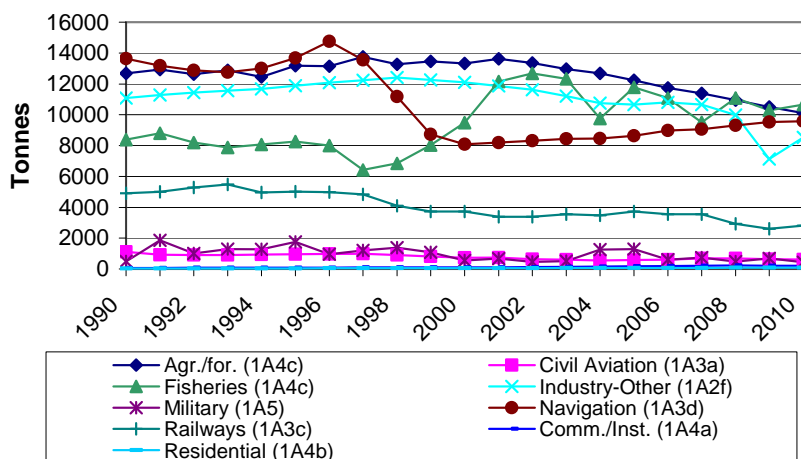 16000
14000
12000
10000
8000
6000
4000
2000
0
Tonnes
1990 1992 1994 1996 1998 2000 2002 2004 2006 2008 2010
Agr./for. (1A4c) Civil Aviation (1A3a)
Fisheries (1A4c) Industry-Other (1A2f)
Military (1A5) Navigation (1A3d)
Railways (1A3c) Comm./Inst. (1A4a)
Residential (1A4b)